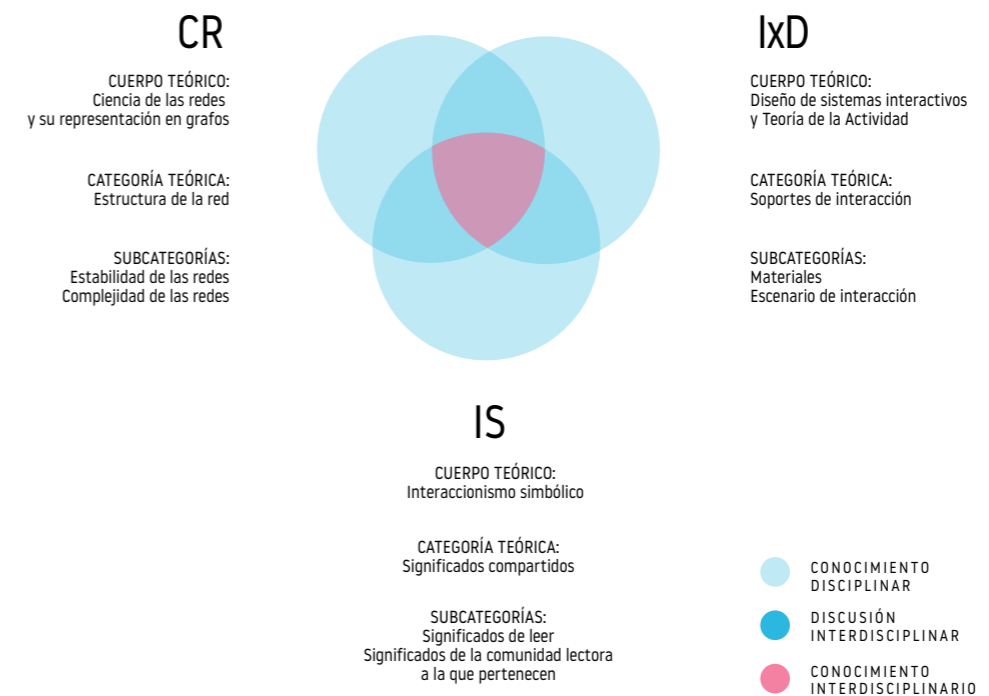 CR
CUERPO TEÓRICO:
Ciencia de las redes
y su representación en grafos
CATEGORÍA TEÓRICA:
Estructura de la red
SUBCATEGORÍAS:
Estabilidad de las redes
Complejidad de las redes
IxD
CUERPO TEÓRICO:
Diseño de sistemas interactivos
y Teoría de la Actividad
CATEGORÍA TEÓRICA:
Soportes de interacción
SUBCATEGORÍAS:
Materiales
Escenario de interacción
IS
CUERPO TEÓRICO:
Interaccionismo simbólico
CATEGORÍA TEÓRICA:
Significados compartidos
SUBCATEGORÍAS:
Significados de leer
Significados de la comunidad lectora
a la que pertenecen
CONOCIMIENTO
DISCIPLINAR
DISCUSIÓN
INTERDISCIPLINAR
CONOCIMIENTO
INTERDISCIPLINARIO